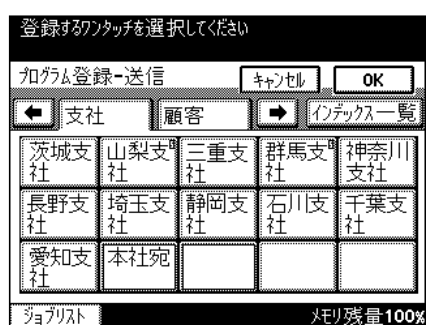 登録するワンタッチを選択してください
プログラム登録-送信
キャンセル
OK
支社
顧客
インデックス一覧
茨城支社
山梨支社
三重支社
群馬支社
神奈川支社
長野支社
埼玉支社
静岡支社
石川支社
千葉支社
愛知支社
本社宛
ジョブリスト
メモリ残量100%